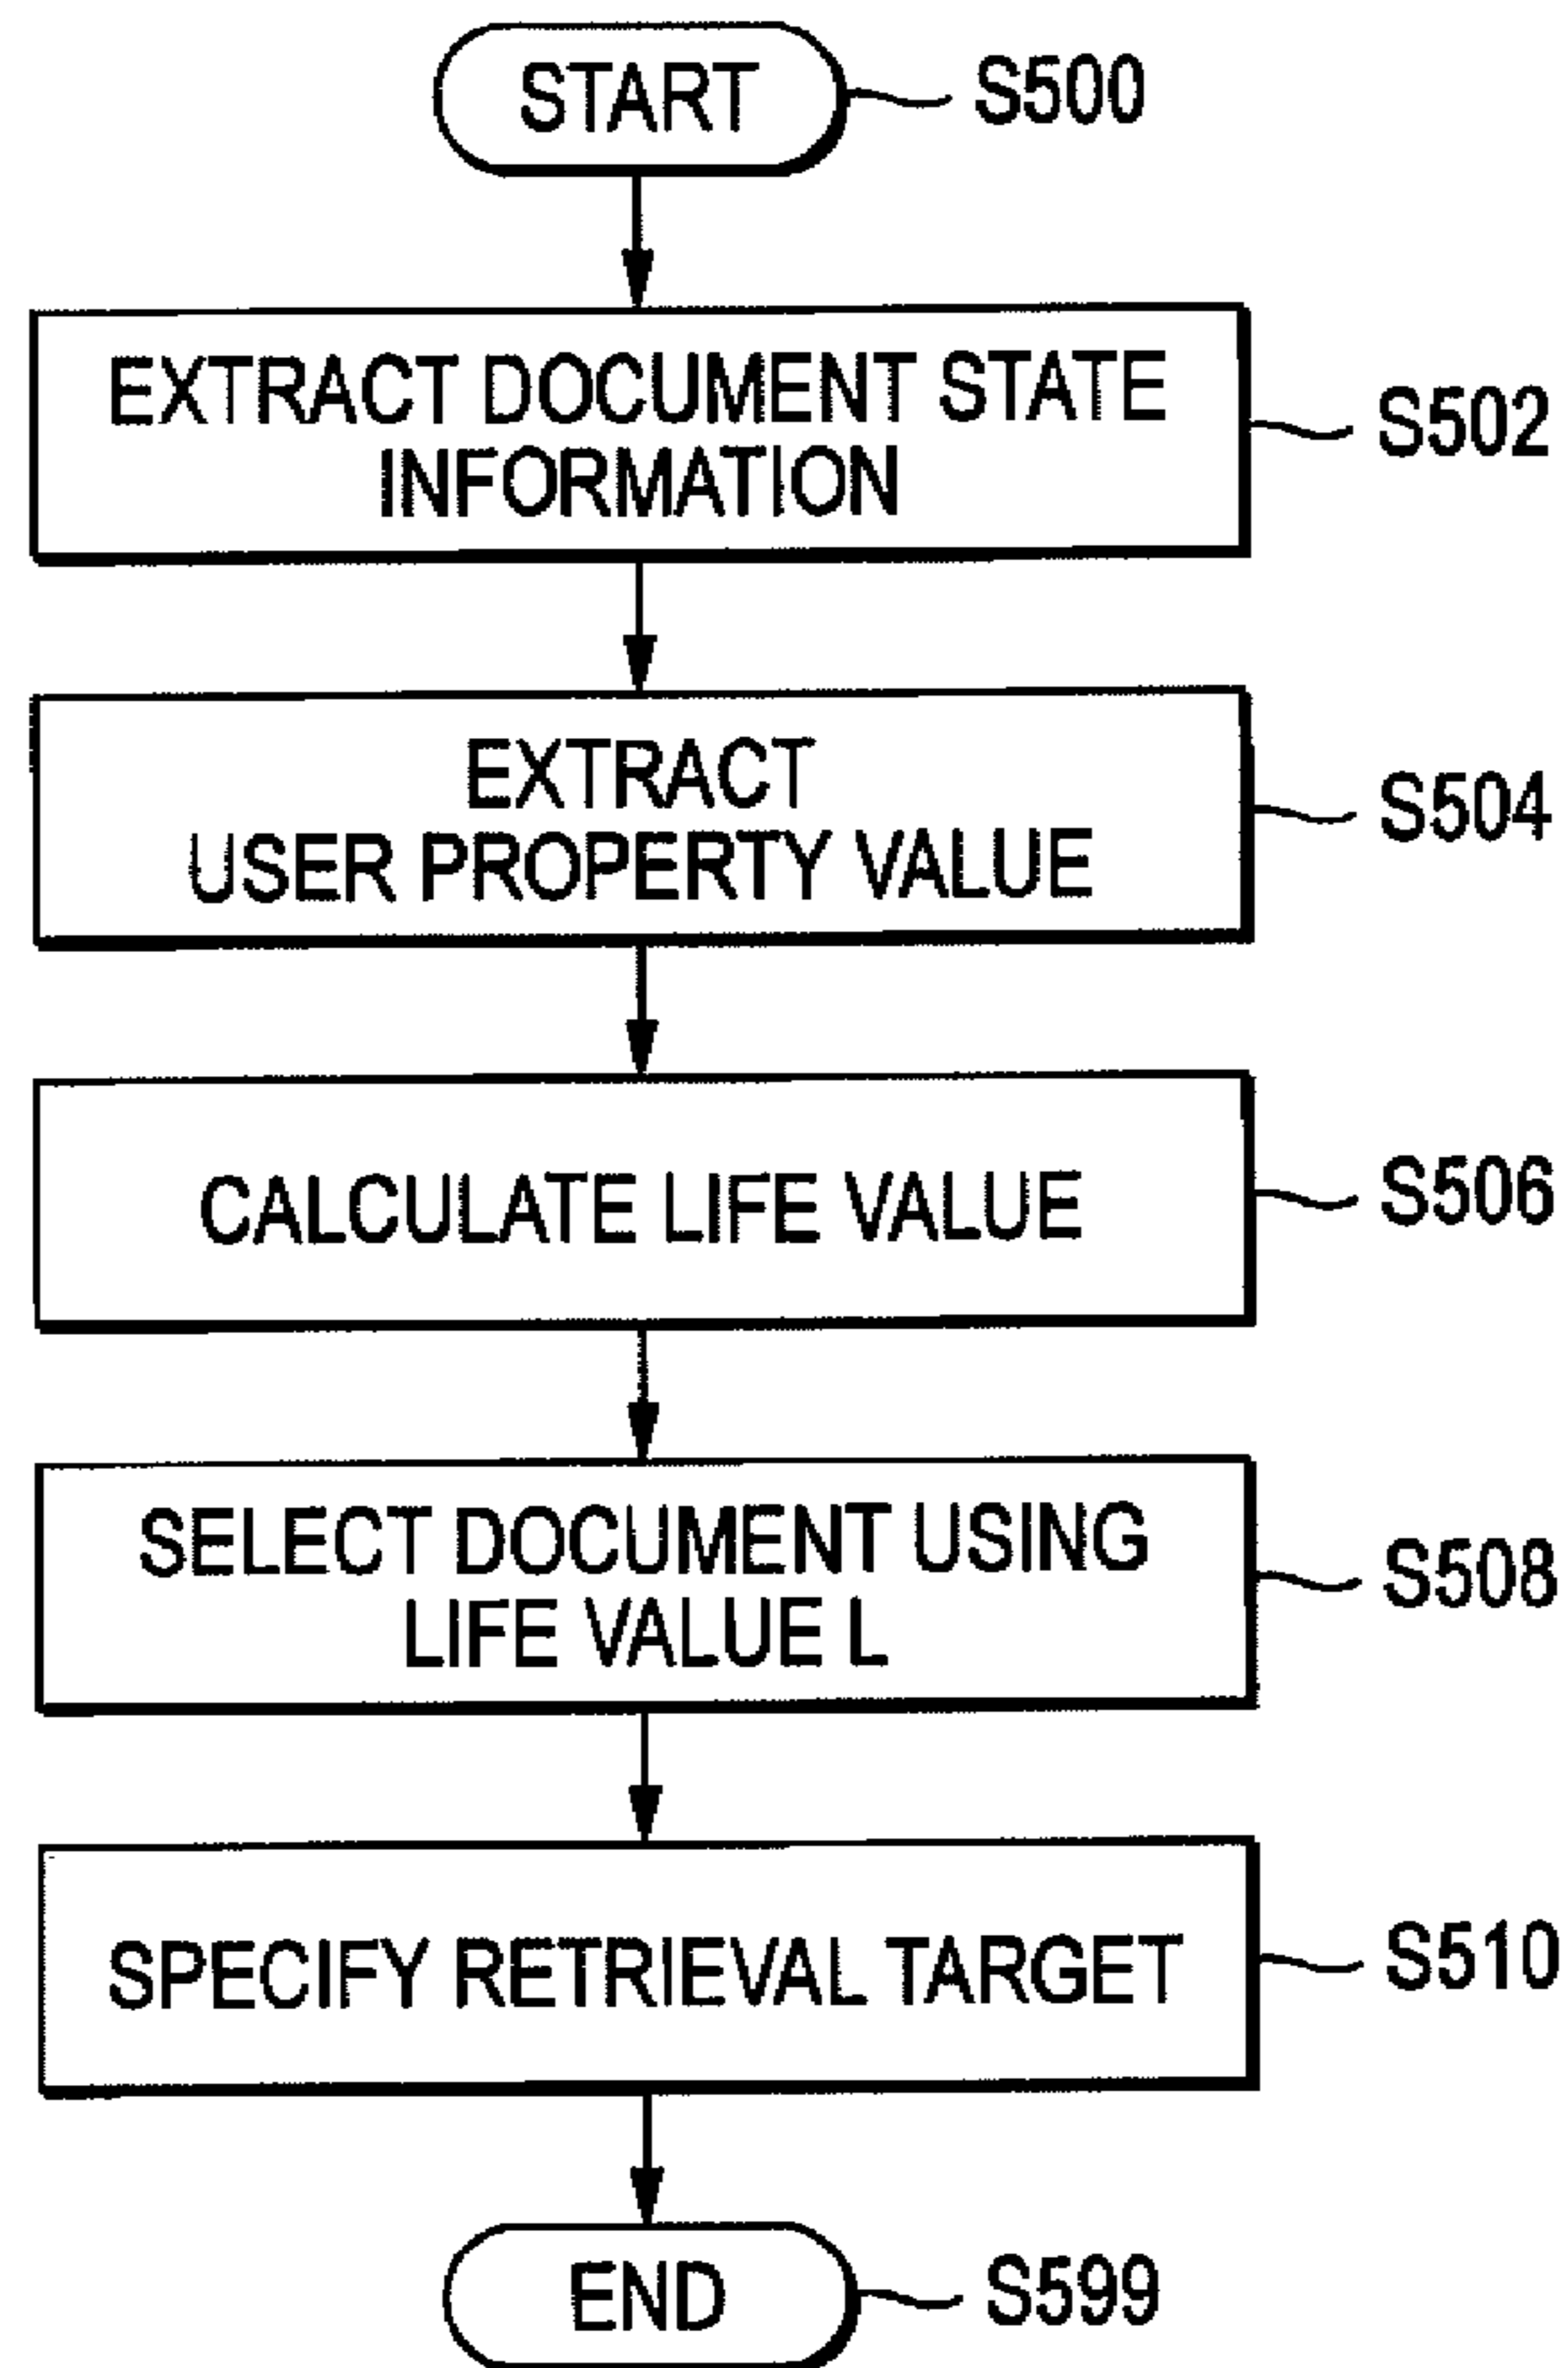 START
S500
EXTRACT DOCUMENT STATE
INFORMATION
S502
EXTRACT
USER PROPERTY VALUE
S504
CALCULATE LIFE VALUE
S506
SELECT DOCUMENT USING
LIFE VALUE L
S508
SPECIFY RETRIEVAL TARGET
S510
END
S599